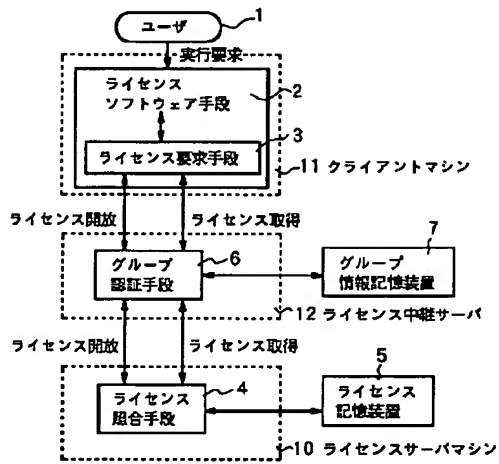 ユーザ
1
実行要求
ライセンス
ソフトウェア手段
2
ライセンス要求手段
3
11 クライアントマシン
ライセンス開放
ライセンス取得
グループ
認証手段
6
グループ
情報記憶装置
7
12 ライセンス中継サーバ
ライセンス開放
ライセンス取得
ライセンス
照合手段
4
ライセンス
記憶装置
5
10 ライセンスサーバマシン